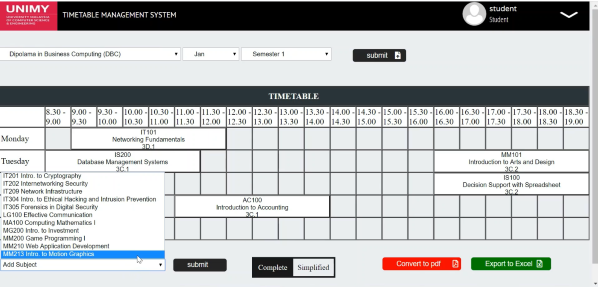 UNIMY
TIMETABLE MANAGEMENT SYSTEM
student
Student
Dipolama in Business Computing (DBC)
Jan
Semester 1
submit
TIMETABLE
8.30 - 9.00 - 9.30 - 10.00 - 10.30 - 11.00 - 11.30 - 12.00 - 12.30 - 13.00 - 13.30 - 14.00 - 14.30 - 15.00 - 15.30 - 16.00 - 16.30 - 17.00 - 17.30 - 18.00 - 18.30 -
9.00 9.30 10.00 10.30 11.00 11.30 12.00 12.30 13.00 13.30 14.00 14.30 15.00 15.30 16.00 16.30 17.00 17.30 18.00 18.30 19.00
Monday
IT101
Networking Fundamentals
3D.1
Tuesday
IS200
Database Management Systems
3C.1
MM101
Introduction to Arts and Design
3C.2
IS100
Decision Support with Spreadsheet
3C.2
AC100
Introduction to Accounting
3C.1
IT201 Intro. to Cryptography
IT202 Internetworking Security
IT209 Network Infrastructure
IT304 Intro. to Ethical Hacking and Intrusion Prevention
IT305 Forensics in Digital Security
LG100 Effective Communication
MA100 Computing Mathematics I
MG200 Intro. to Investment
MM200 Game Programming I
MM210 Web Application Development
MM213 Intro. to Motion Graphics
Add Subject
submit
Complete
Simplified
Convert to pdf
Export to Excel